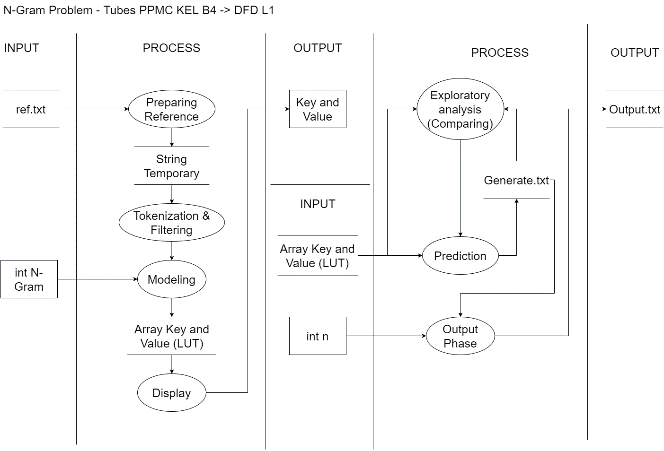 N-Gram Problem - Tubes PPMC KEL B4 -> DFD L1
INPUT
PROCESS
OUTPUT
PROCESS
OUTPUT
ref.txt
Preparing
Reference
Key and
Value
Exploratory
analysis
(Comparing)
Output.txt
String
Temporary
Generate.txt
INPUT
Tokenization &
Filtering
Array Key and
Value (LUT)
Prediction
int N-
Gram
Modeling
Array Key and
Value (LUT)
int n
Output
Phase
Display